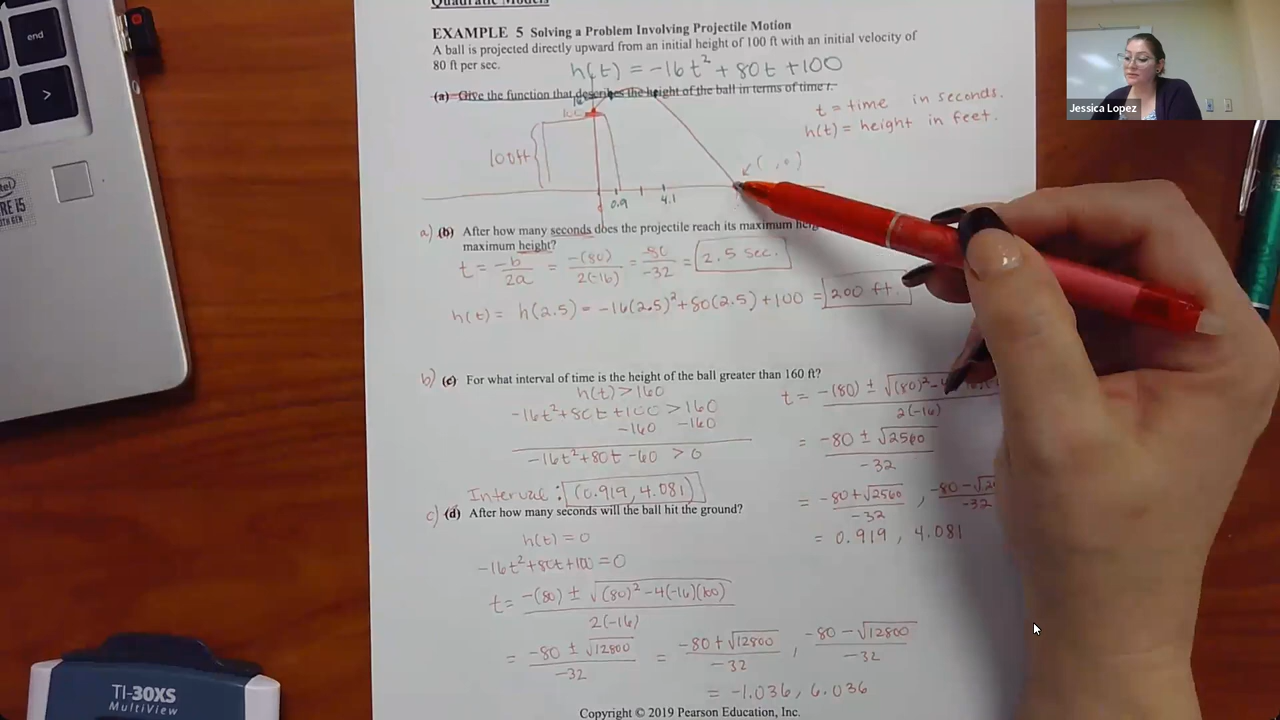 Quadratic Models
EXAMPLE 5 Solving a Problem Involving Projectile Motion
A ball is projected directly upward from an initial height of 100 ft with an initial velocity of
80 ft per sec.
h(t) = -16t² + 80t + 100
(a) Give the function that describes the height of the ball in terms of time t.
t = time in seconds.
h(t) = height in feet.
100ft
( , 0)
0.9
4.1
a) (b) After how many seconds does the projectile reach its maximum
maximum height?
t = -b/2a = -(80)/2(-16) = -80/-32 = 2.5 sec.
h(t) = h(2.5) = -16(2.5)² + 80(2.5) + 100 = 200 ft.
b) (c) For what interval of time is the height of the ball greater than 160 ft?
h(t) > 160
-16t² + 80t + 100 > 160
-160 -160
-16t² + 80t - 60 > 0
Interval: (0.919, 4.081)
t = -(80) ± √(80)²
2(-16)
= -80 ± √2560 / -32
= -80 + √2560 / -32 , -80 - / -32
= 0.919, 4.081
c) (d) After how many seconds will the ball hit the ground?
h(t) = 0
-16t² + 80t + 100 = 0
t = -(80) ± √(80)² - 4(-16)(100) / 2(-16)
= -80 ± √12800 / -32 = -80 + √12800 / -32 , -80 - √12800 / -32
= -1.036, 6.036
Copyright © 2019 Pearson Education, Inc.
Jessica Lopez
end
>
intel
CORE i5
TI-30XS
MultiView